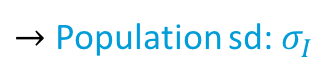 → Population sd: σ_I